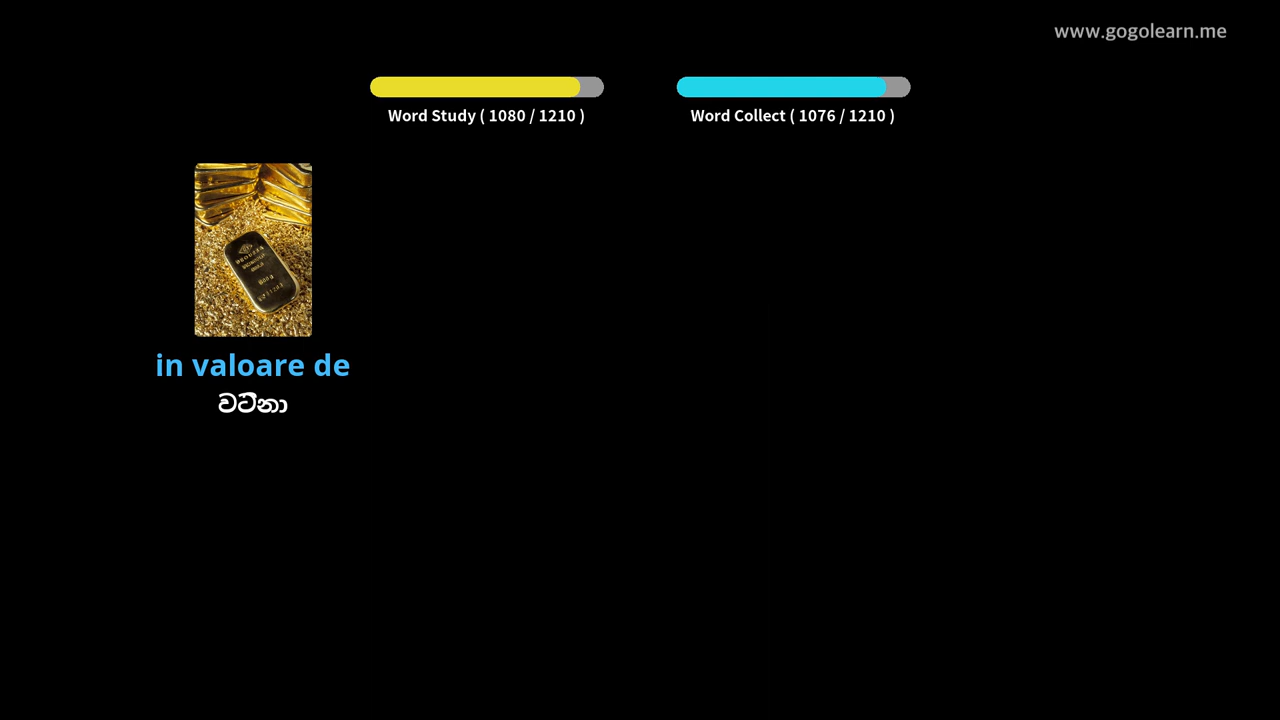 www.gogolearn.me
Word Study ( 1080 / 1210 )
Word Collect ( 1076 / 1210 )
in valoare de
වටිනා